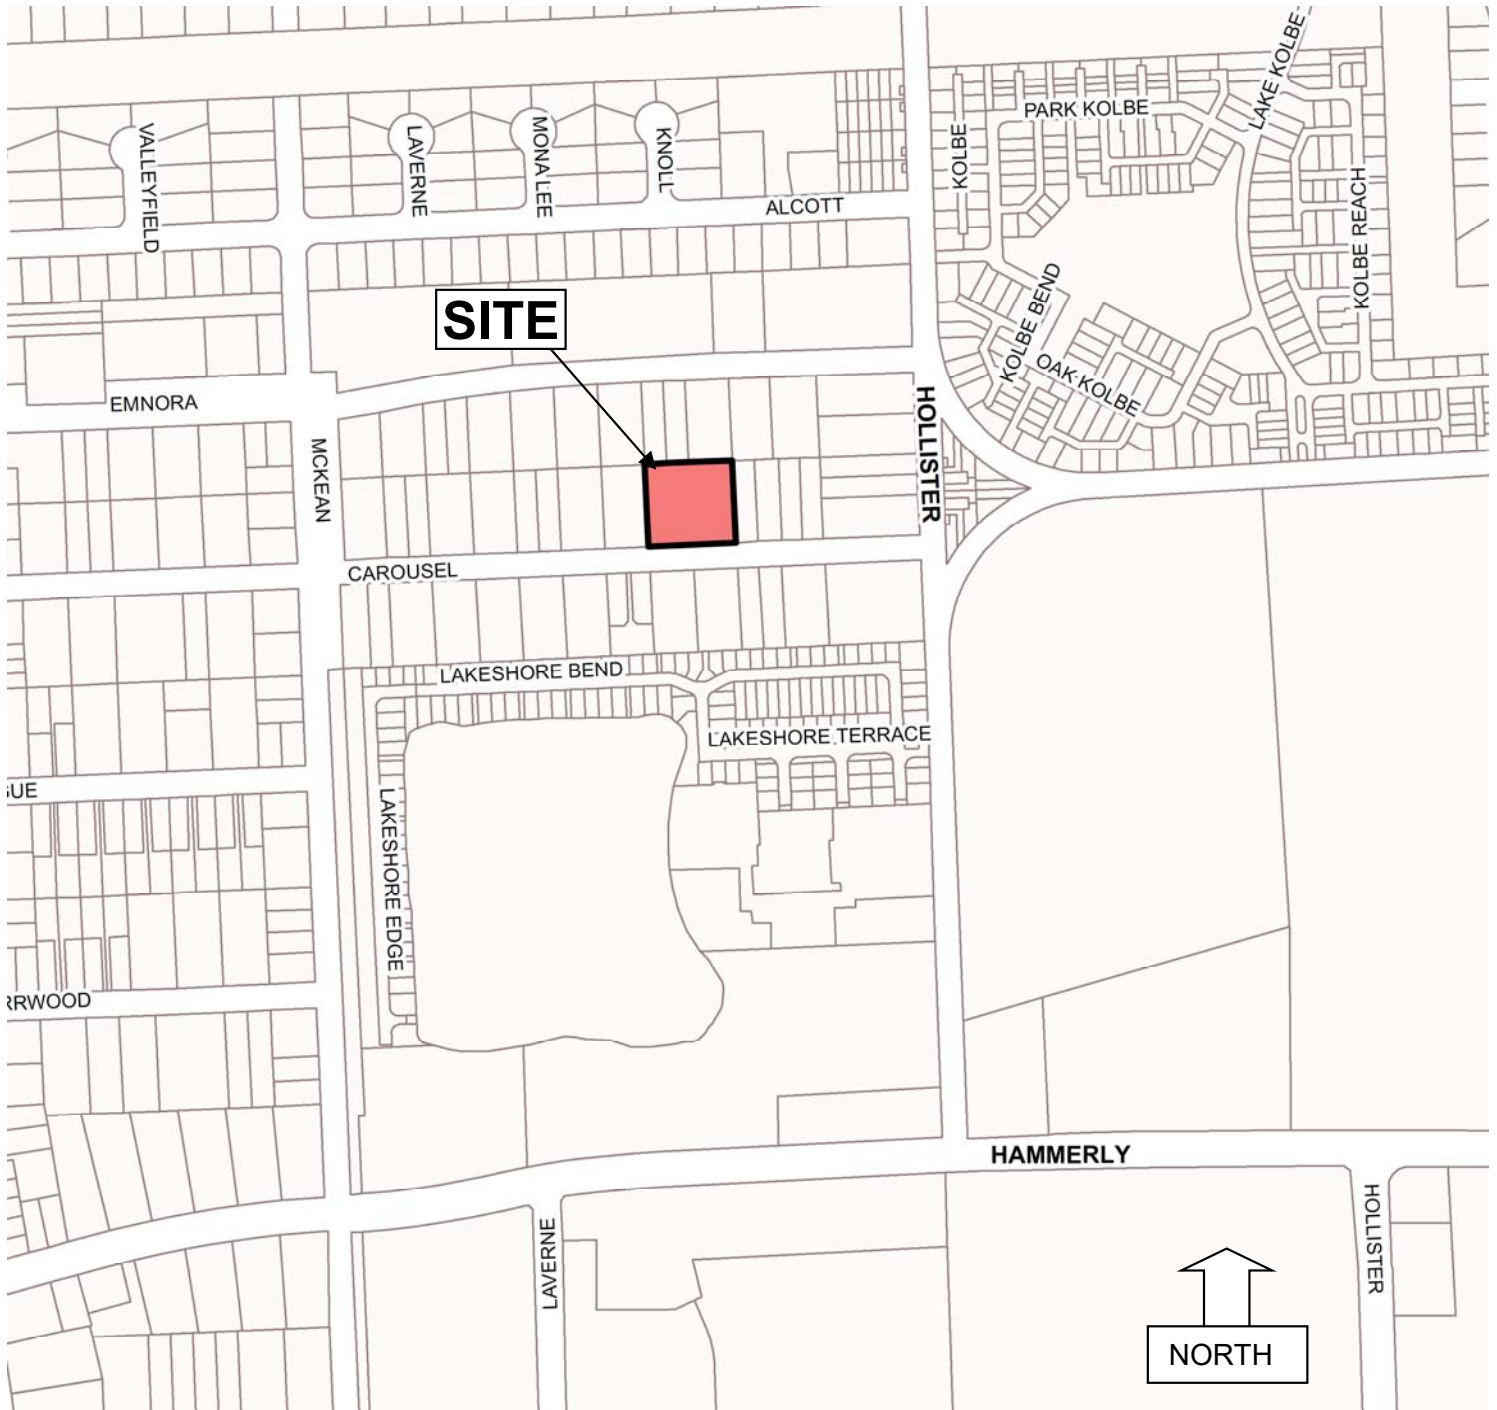 LAKE KOLBE
PARK KOLBE
VALLEYFIELD
LAVERNE
MONA LEE
KNOLL
KOLBE
ALCOTT
KOLBE REACH
KOLBE BEND
SITE
OAK KOLBE
EMNORA
HOLLISTER
MCKEAN
CAROUSEL
LAKESHORE BEND
LAKESHORE TERRACE
GUE
LAKESHORE EDGE
RRWOOD
HAMMERLY
HOLLISTER
LAVERNE
NORTH